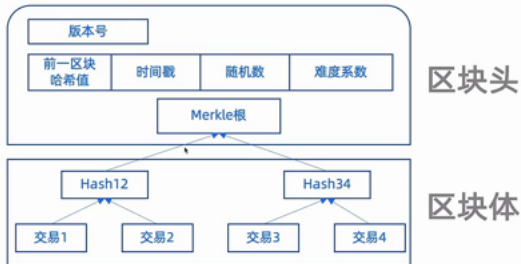 版本号
前一区块
哈希值
时间戳
随机数
难度系数
Merkle根
区块头
Hash12
Hash34
区块体
交易1
交易2
交易3
交易4